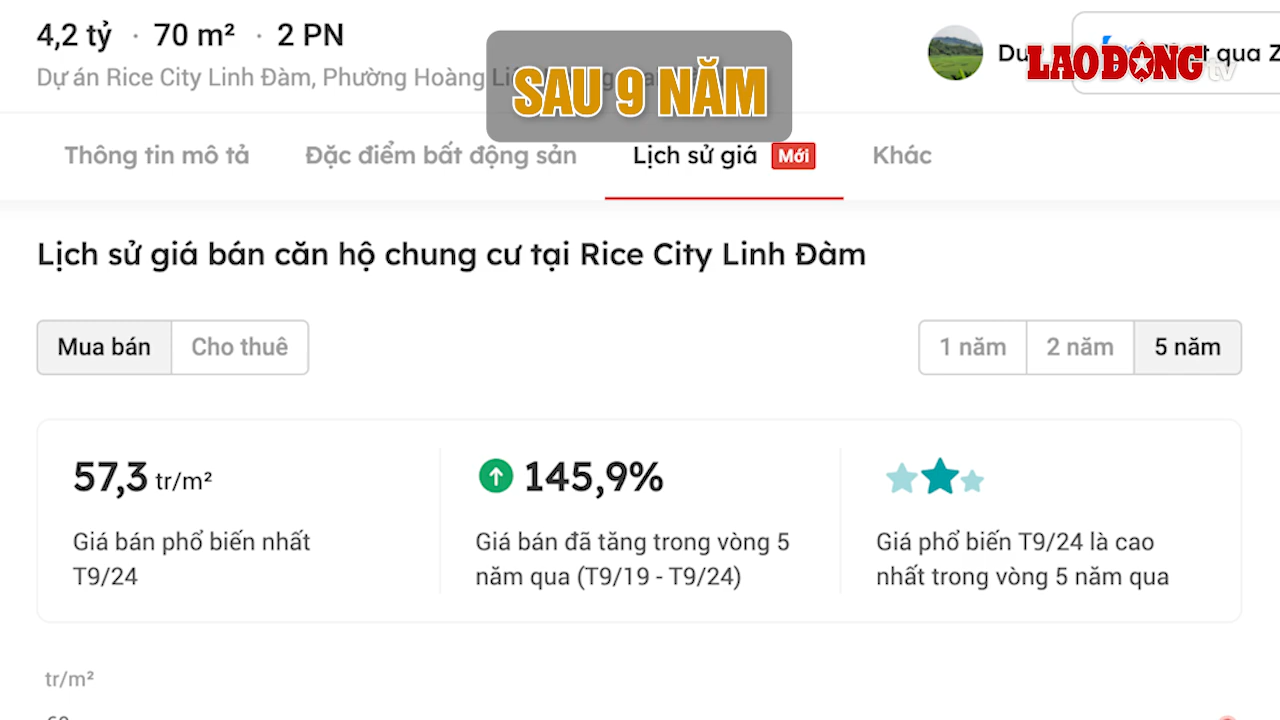 4,2 tỷ · 70 m² · 2 PN
Dự án Rice City Linh Đàm, Phường Hoàng
SAU 9 NĂM
LAO ĐỘNG tv
qua Z
Thông tin mô tả
Đặc điểm bất động sản
Lịch sử giá Mới
Khác
Lịch sử giá bán căn hộ chung cư tại Rice City Linh Đàm
Mua bán
Cho thuê
1 năm
2 năm
5 năm
57,3 tr/m²
Giá bán phổ biến nhất
T9/24
145,9%
Giá bán đã tăng trong vòng 5
năm qua (T9/19 - T9/24)
Giá phổ biến T9/24 là cao
nhất trong vòng 5 năm qua
tr/m²